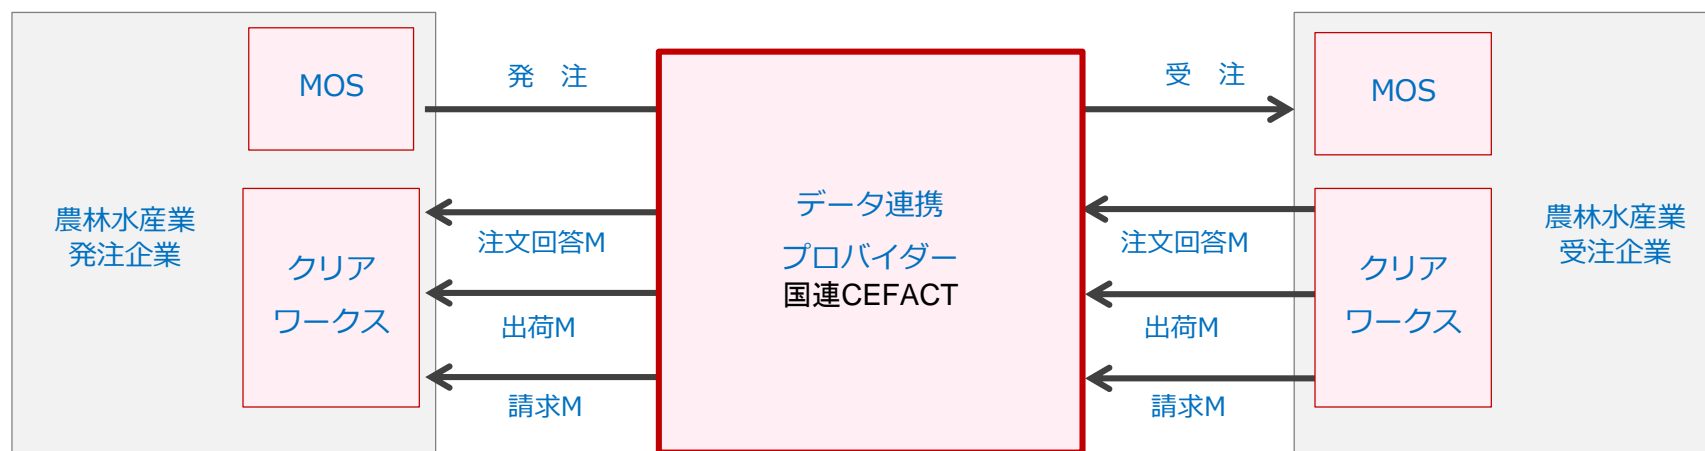 MOS
農林水産業
発注企業
クリア
ワークス
発　注
注文回答M
出荷M
請求M
データ連携
プロバイダー
国連CEFACT
受　注
注文回答M
出荷M
請求M
MOS
クリア
ワークス
農林水産業
受注企業